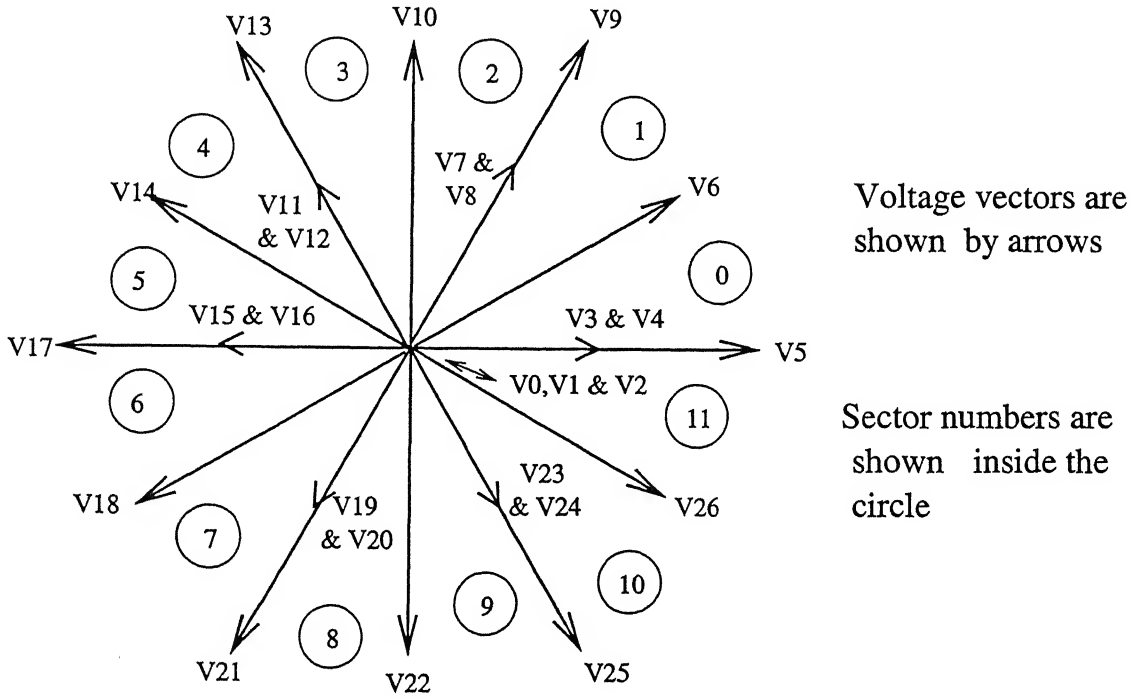 V13
V10
V9
3
2
4
1
V7 &
V8
V14
V6
V11
& V12
Voltage vectors are
shown by arrows
5
0
V15 & V16
V3 & V4
V17
V5
V0,V1 & V2
6
11
Sector numbers are
shown inside the
circle
V18
V19
& V20
V23
& V24
V26
7
10
8
9
V21
V22
V25